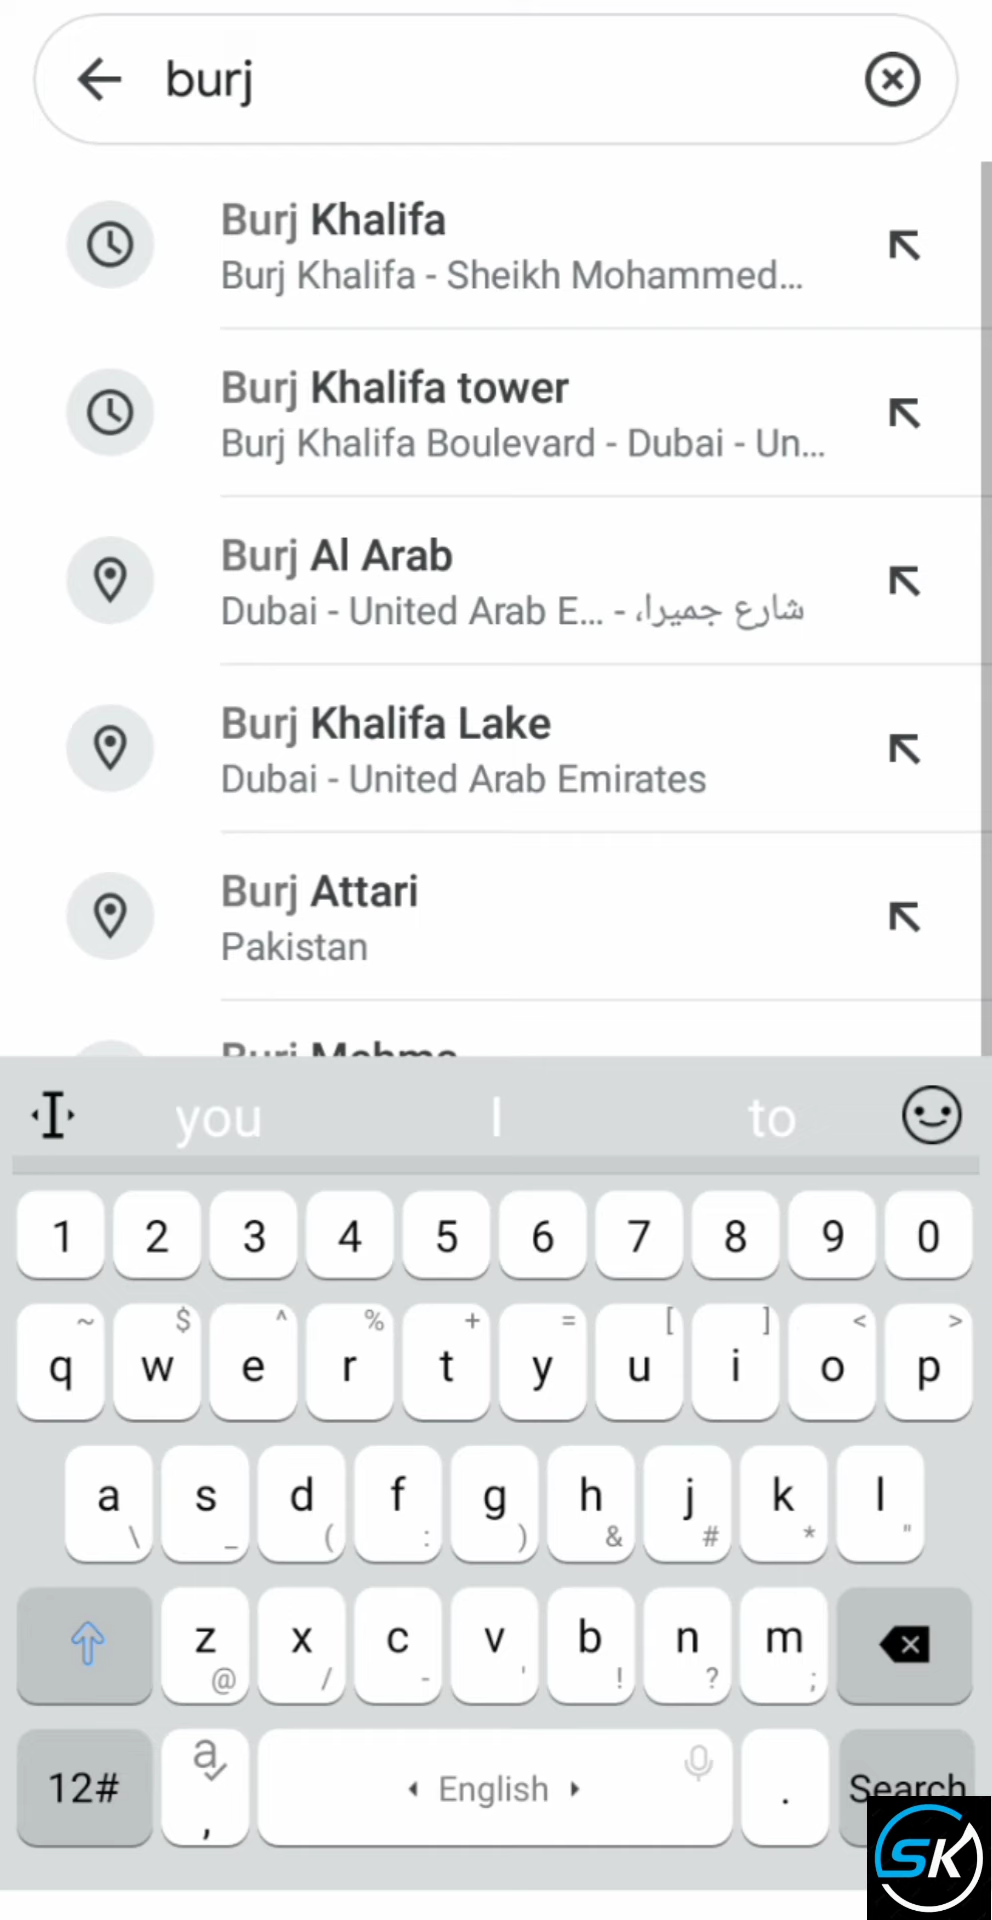 burj
Burj Khalifa
Burj Khalifa - Sheikh Mohammed...
Burj Khalifa tower
Burj Khalifa Boulevard - Dubai - Un...
Burj Al Arab
Dubai - United Arab E... - شارع جميرا،
Burj Khalifa Lake
Dubai - United Arab Emirates
Burj Attari
Pakistan
Burj
you I to
1 2 3 4 5 6 7 8 9 0
~ $ ^ % + = [ ] < >
q w e r t y u i o p
a s d f g h j k l
\ _ ( : ) & # * "
z x c v b n m
@ / - ' ! ? ;
12# a , English . Search
SK